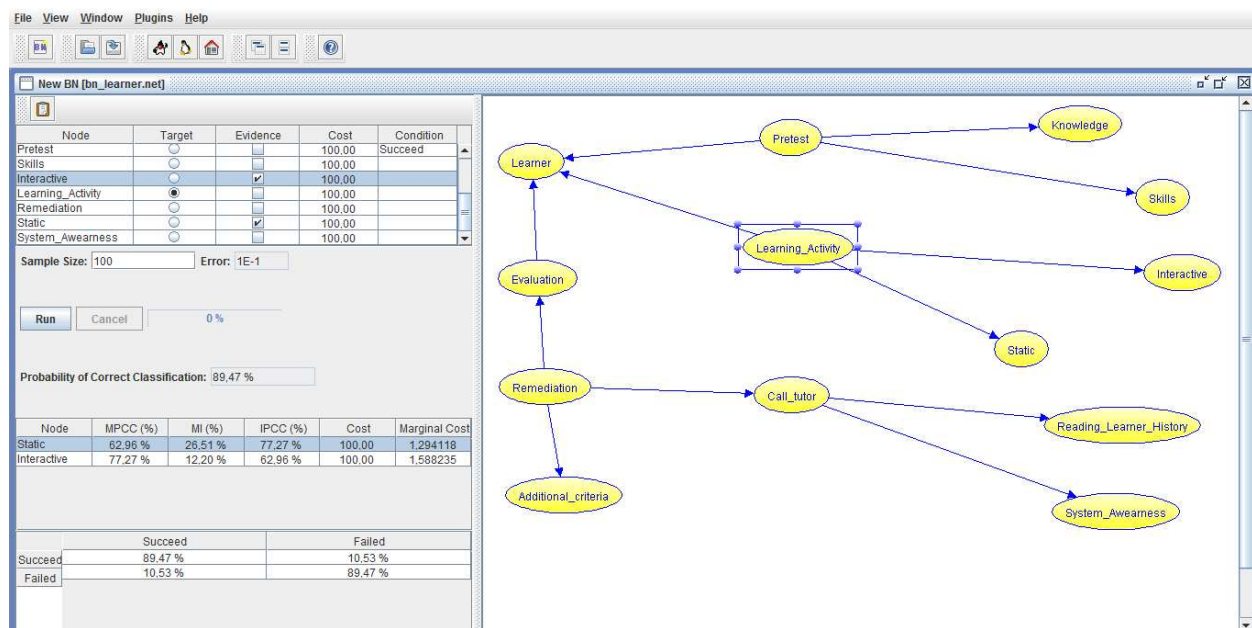 File View Window Plugins Help
BN
New BN [bn_learner.net]
Node Target Evidence Cost Condition
Pretest 100,00 Succeed
Skills 100,00
Interactive 100,00
Learning_Activity 100,00
Remediation 100,00
Static 100,00
System_Awearness 100,00
Sample Size: 100 Error: 1E-1
Run Cancel 0 %
Probability of Correct Classification: 89,47 %
Node MPCC (%) MI (%) IPCC (%) Cost Marginal Cost
Static 62,96 % 26,51 % 77,27 % 100,00 1,294118
Interactive 77,27 % 12,20 % 62,96 % 100,00 1,588235
Succeed Failed
Succeed 89,47 % 10,53 %
Failed 10,53 % 89,47 %
Knowledge
Pretest
Learner
Skills
Learning_Activity
Interactive
Evaluation
Static
Remediation
Call_tutor
Reading_Learner_History
Additional_criteria
System_Awearness